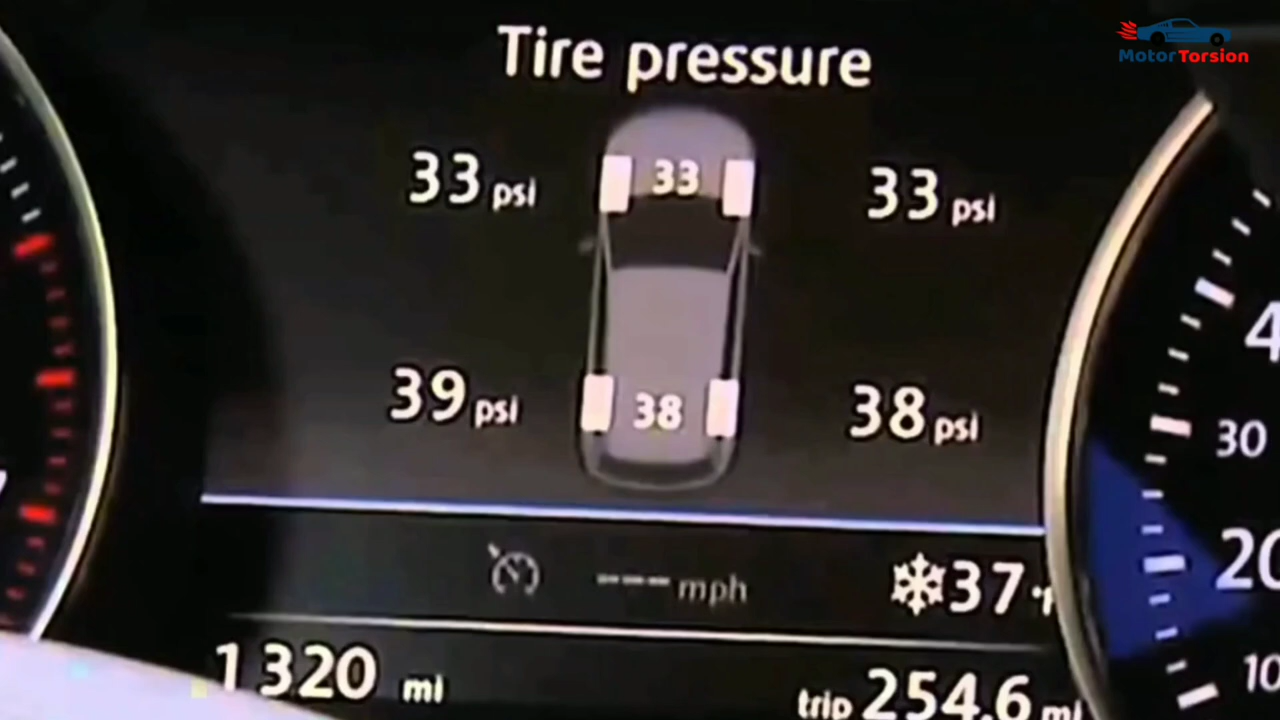 MotorTorsion
Tire pressure
33 psi 33 33 psi
39 psi 38 38 psi
--- mph 37
1320 mi trip 254.6 mi
4
30
20
10